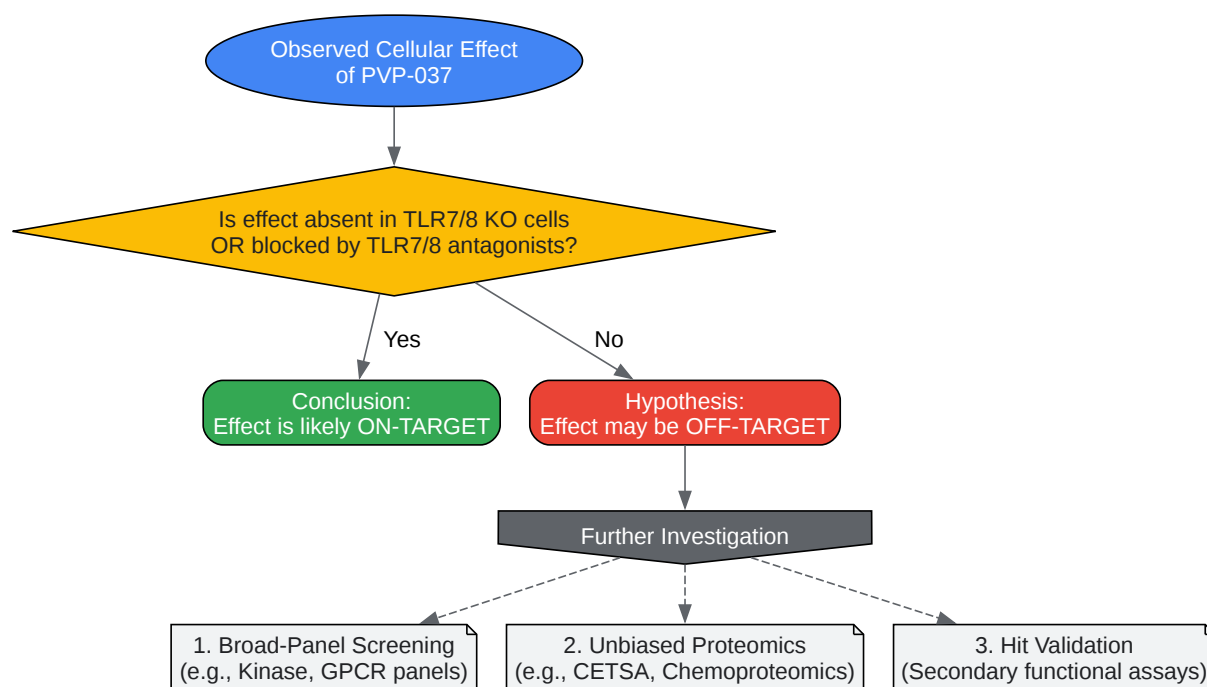 Observed Cellular Effect
of PVP-037
Is effect absent in TLR7/8 KO cells
OR blocked by TLR7/8 antagonists?
Yes
No
Conclusion:
Effect is likely ON-TARGET
Hypothesis:
Effect may be OFF-TARGET
Further Investigation
1. Broad-Panel Screening
(e.g., Kinase, GPCR panels)
2. Unbiased Proteomics
(e.g., CETSA, Chemoproteomics)
3. Hit Validation
(Secondary functional assays)